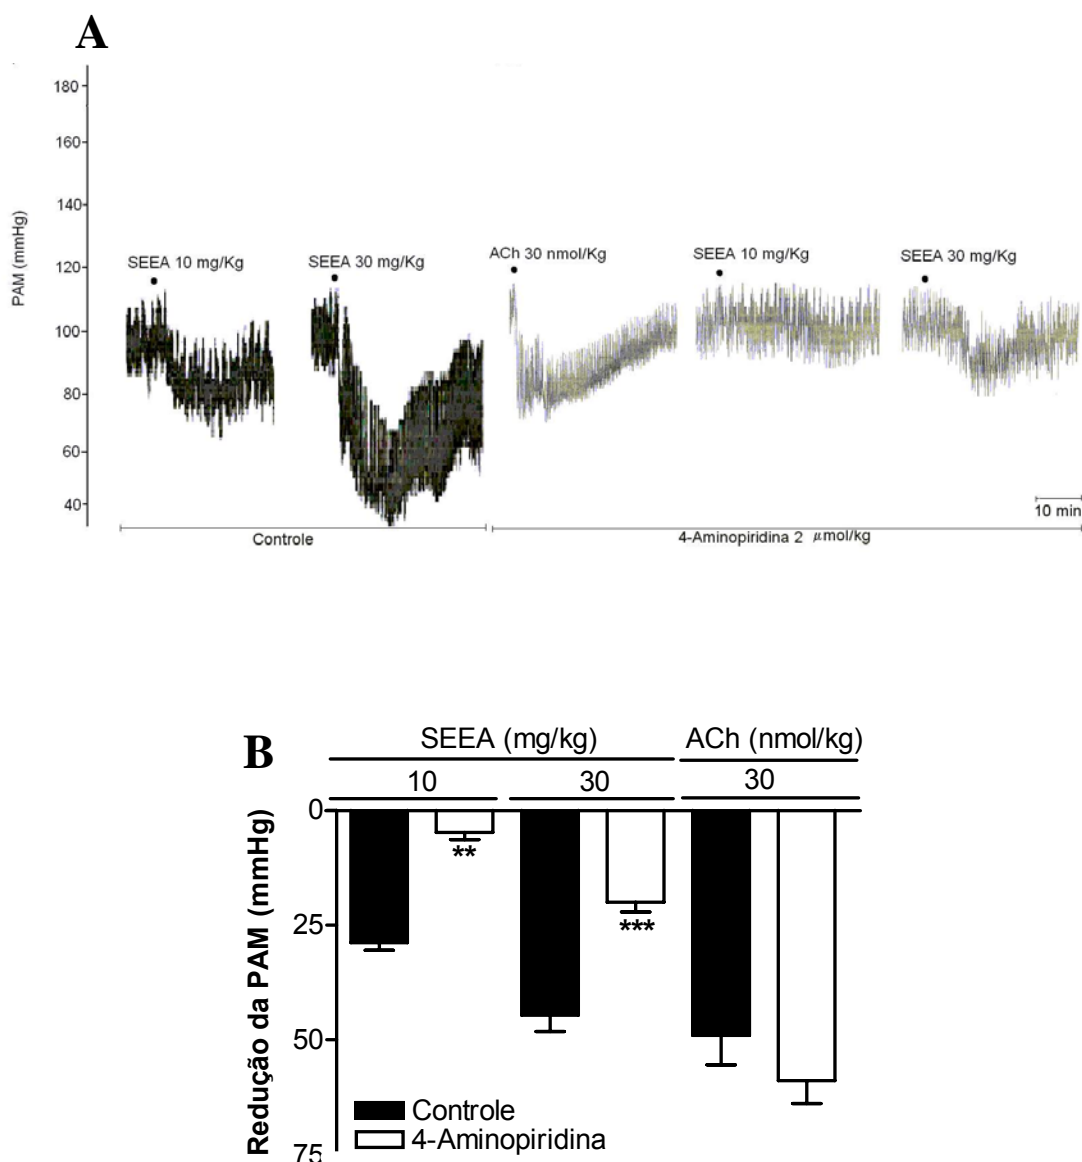 A
180
160
140
120
100
80
60
40
PAM (mmHg)
SEEA 10 mg/Kg
SEEA 30 mg/Kg
ACh 30 nmol/Kg
SEEA 10 mg/Kg
SEEA 30 mg/Kg
10 min
Controle
4-Aminopiridina 2 μmol/kg
B
SEEA (mg/kg)
ACh (nmol/kg)
10
30
30
0
25
50
75
Redução da PAM (mmHg)
**
***
Controle
4-Aminopiridina